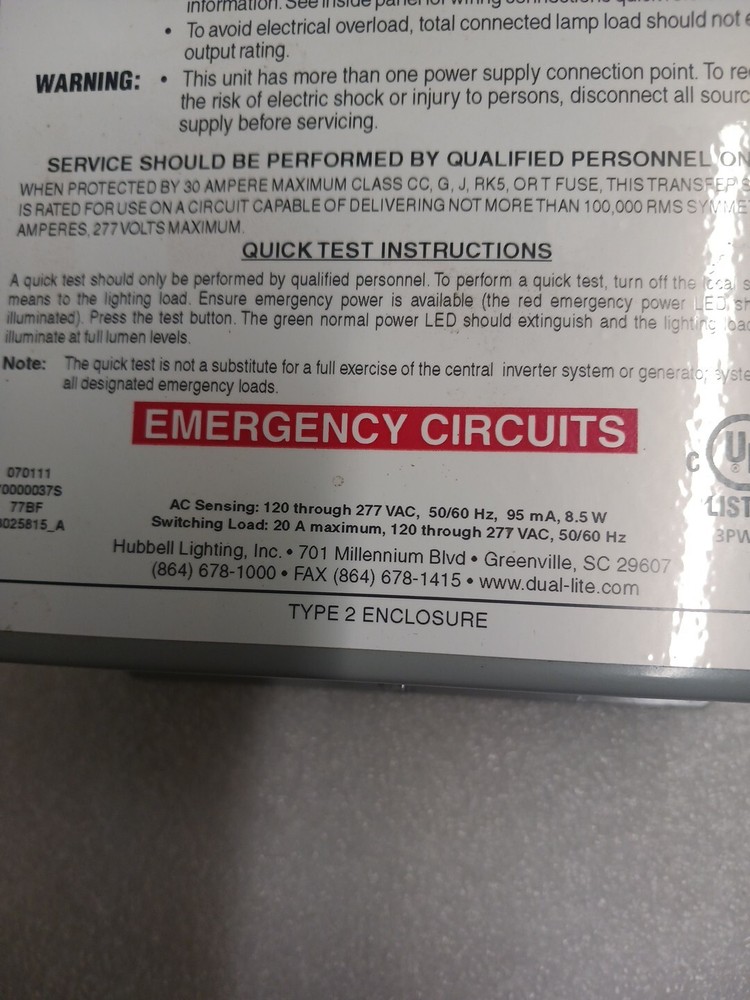 information. See inside panel for wiring connections
• To avoid electrical overload, total connected lamp load should not
output rating.
WARNING: • This unit has more than one power supply connection point. To
the risk of electric shock or injury to persons, disconnect all
supply before servicing.
SERVICE SHOULD BE PERFORMED BY QUALIFIED PERSONNEL
WHEN PROTECTED BY 30 AMPERE MAXIMUM CLASS CC, G, J, RK5, OR T FUSE, THIS TRANSFER
IS RATED FOR USE ON A CIRCUIT CAPABLE OF DELIVERING NOT MORE THAN 100,000 RMS
AMPERES, 277 VOLTS MAXIMUM.
QUICK TEST INSTRUCTIONS
A quick test should only be performed by qualified personnel. To perform a quick test, turn off the local
means to the lighting load. Ensure emergency power is available (the red emergency power LED
illuminated). Press the test button. The green normal power LED should extinguish and the lighting
illuminate at full lumen levels.
Note: The quick test is not a substitute for a full exercise of the central inverter system or generator
all designated emergency loads.
EMERGENCY CIRCUITS
070111
0000037S
77BF
025815_A
C UL
LIST
3PW
AC Sensing: 120 through 277 VAC, 50/60 Hz, 95 mA, 8.5 W
Switching Load: 20 A maximum, 120 through 277 VAC, 50/60 Hz
Hubbell Lighting, Inc. • 701 Millennium Blvd • Greenville, SC 29607
(864) 678-1000 • FAX (864) 678-1415 • www.dual-lite.com
TYPE 2 ENCLOSURE